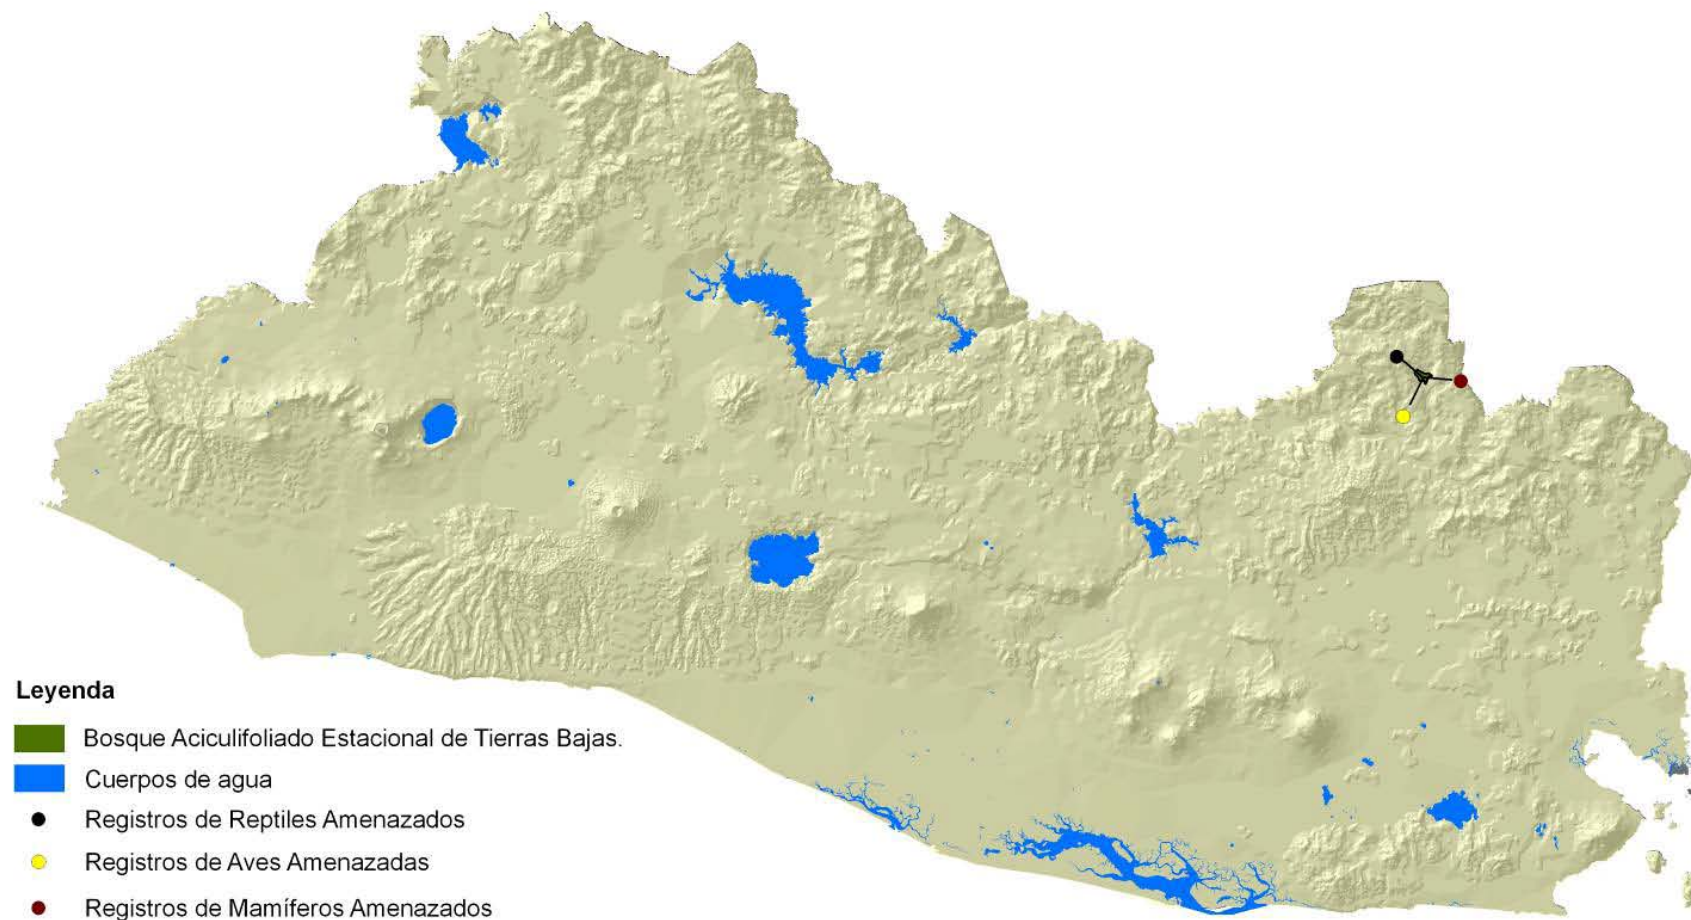 Leyenda
Bosque Aciculifoliado Estacional de Tierras Bajas.
Cuerpos de agua
Registros de Reptiles Amenazados
Registros de Aves Amenazadas
Registros de Mamíferos Amenazados